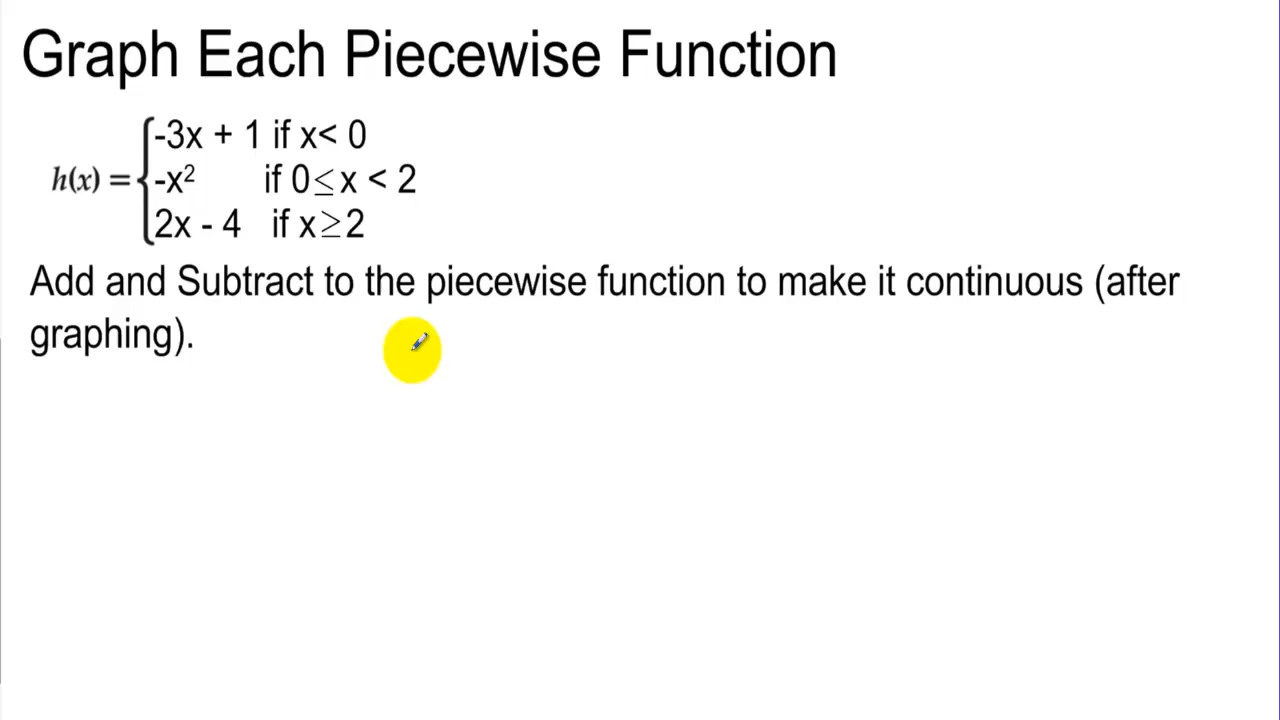 Graph Each Piecewise Function
-3x + 1 if x< 0
h(x) = -x² if 0≤x < 2
2x - 4 if x≥2
Add and Subtract to the piecewise function to make it continuous (after
graphing).